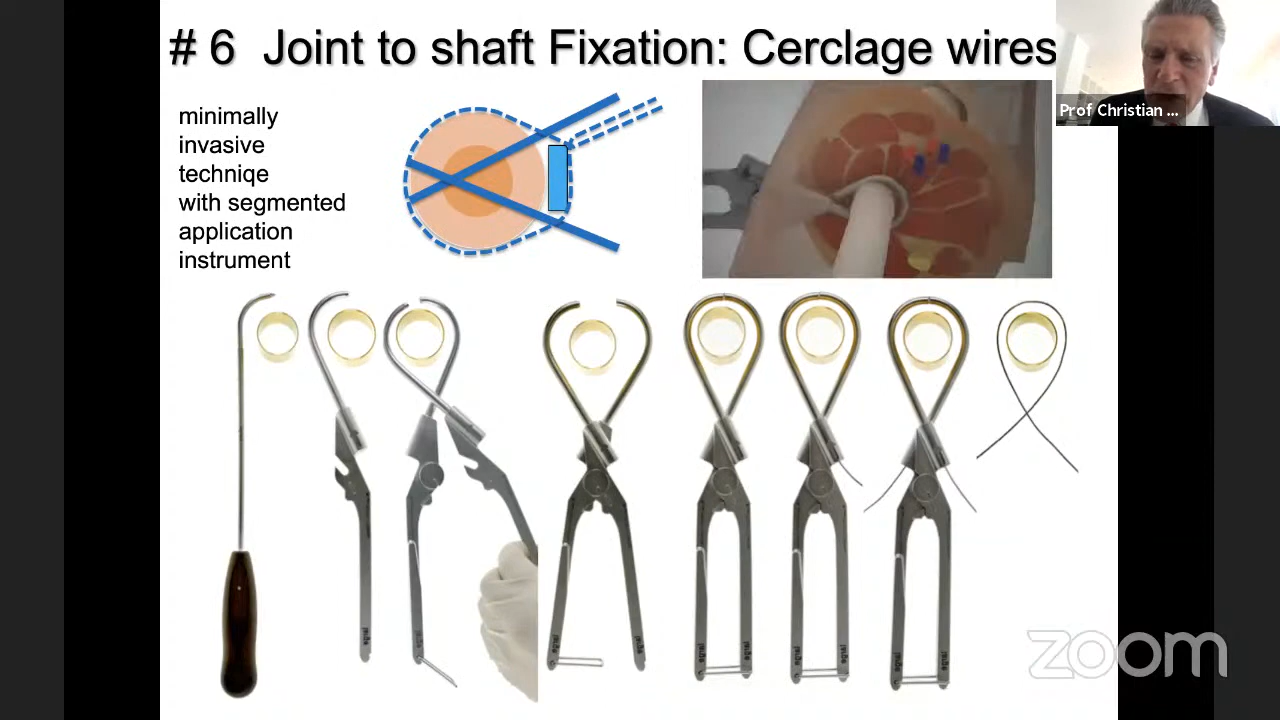 # 6 Joint to shaft Fixation: Cerclage wires
Prof Christian ...
minimally
invasive
techniqe
with segmented
application
instrument
zoom